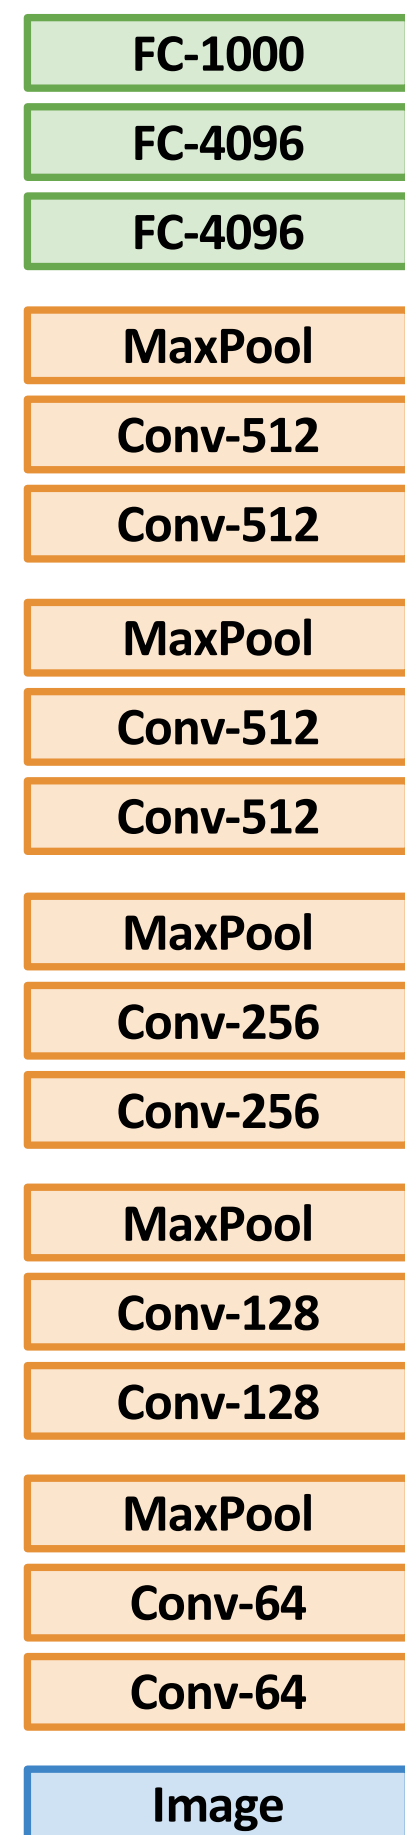 FC-1000
FC-4096
FC-4096
MaxPool
Conv-512
Conv-512
MaxPool
Conv-512
Conv-512
MaxPool
Conv-256
Conv-256
MaxPool
Conv-128
Conv-128
MaxPool
Conv-64
Conv-64
Image